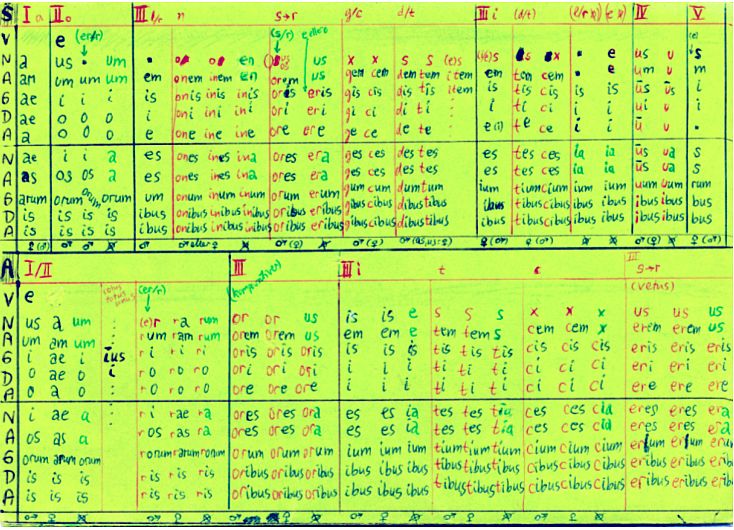 S I a II o III l/r n s→r g/c d/t III i (d/t) (e/r x) (e x) IV V
V e (er/r) (s/r) (e)
N a us um en us x x s s (e)s (i/e)s e us u s
A am um um um em onem inem en orem us gem cem dem tem item em tem cem e um u m
G ae i i i is onis inis inis oris eris gis cis dis tis item is tis cis is is ūs ūs i
D ae o o o i oni ini ini ori eri gi ci di ti i ti ci i i ui u i
A a o o o e one ine ine ore ere ge ce de te e(i) te ce i i ū ū
N ae i i a es ones ines ina ores era ges ces des tes es tes ces ia ia ūs ua s
A as os os a es ones ines ina ores era ges ces des tes es tes ces ia ia ūs ua s
G arum orum orum um onum inum inum orum erum gum cum dum tum ium tium cium ium ium uum uum rum
D is is is is ibus onibus inibus inibus oribus eribus gibus cibus dibus tibus ibus tibus cibus ibus ibus ibus ibus bus
A is is is is ibus onibus inibus inibus oribus eribus gibus cibus dibus tibus ibus tibus cibus ibus ibus ibus ibus bus
♀ (♂) ♂ ♂ ♂ ♂ eller ♀ ♂ (♀) ♂ (♀) ♀ (♂) ♀ (♂) ♂ ♀ (♂)
A I/II (er/r) III III i t c III s→r
V e (vetus)
N us a um (e)r ra rum or or us is is e s s s x x x us us us
A um am um rum ram rum orem orem us em em e tem tem s cem cem x erem erem us
G i ae i ius ri ri oris oris oris is is is tis tis tis cis cis cis eris eris eris
D o ae o i ro ro ori ori ori i i i ti ti ti ci ci ci eri eri eri
A o a o ro ra ro ore ore ore i i i ti ti ti ci ci ci ere ere ere
N i ae a ri rae ra ores ores ora es es ia tes tes tia ces ces cia eres eres era
A os as a ros ras ra ores ores ora es es ia tes tes tia ces ces cia eres eres era
G orum arum orum rorum rarum rorum orum orum orum ium ium ium tium tium tium cium cium cium erum erum erum
D is is is ris ris ris oribus oribus oribus ibus ibus ibus tibus tibus tibus cibus cibus cibus eribus eribus eribus
A is is is ris ris ris oribus oribus oribus ibus ibus ibus tibus tibus tibus cibus cibus cibus eribus eribus eribus